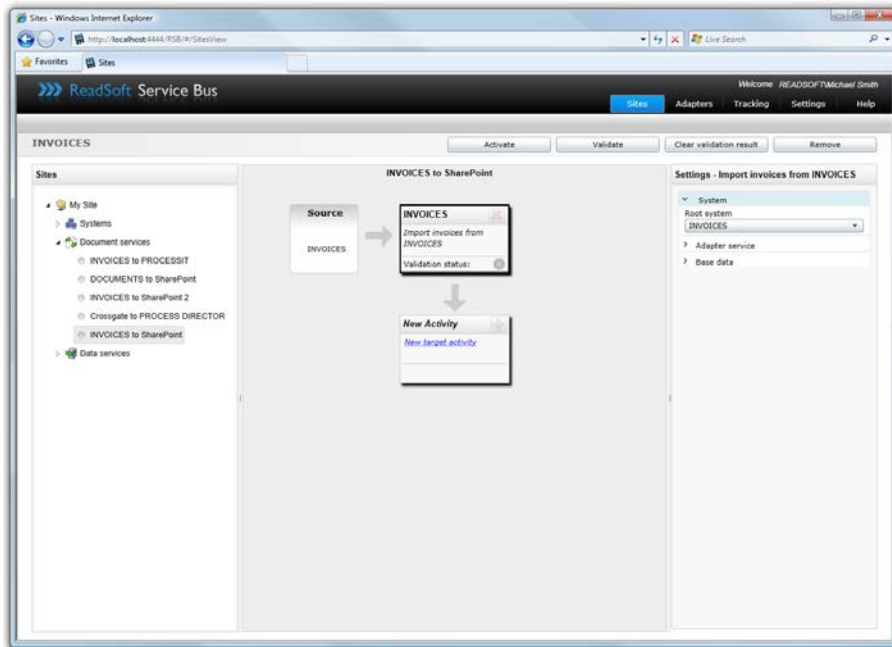 Sites - Windows Internet Explorer
http://localhost:4444/RSB/#/SitesView
Live Search
Favorites Sites
ReadSoft Service Bus
Welcome READSOFT\Michael Smith
Sites Adapters Tracking Settings Help
INVOICES
Activate Validate Clear validation result Remove
Sites
My Site
Systems
Document services
INVOICES to PROCESSIT
DOCUMENTS to SharePoint
INVOICES to SharePoint 2
Crossgate to PROCESS DIRECTOR
INVOICES to SharePoint
Data services
INVOICES to SharePoint
Source
INVOICES
INVOICES
Import invoices from
INVOICES
Validation status:
New Activity
New target activity
Settings - Import invoices from INVOICES
System
Root system
INVOICES
Adapter service
Base data